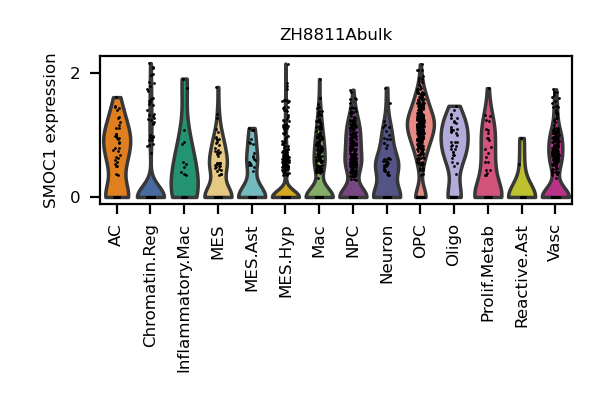 ZH8811Abulk
SMOC1 expression
2
0
AC
Chromatin.Reg
Inflammatory.Mac
MES
MES.Ast
MES.Hyp
Mac
NPC
Neuron
OPC
Oligo
Prolif.Metab
Reactive.Ast
Vasc